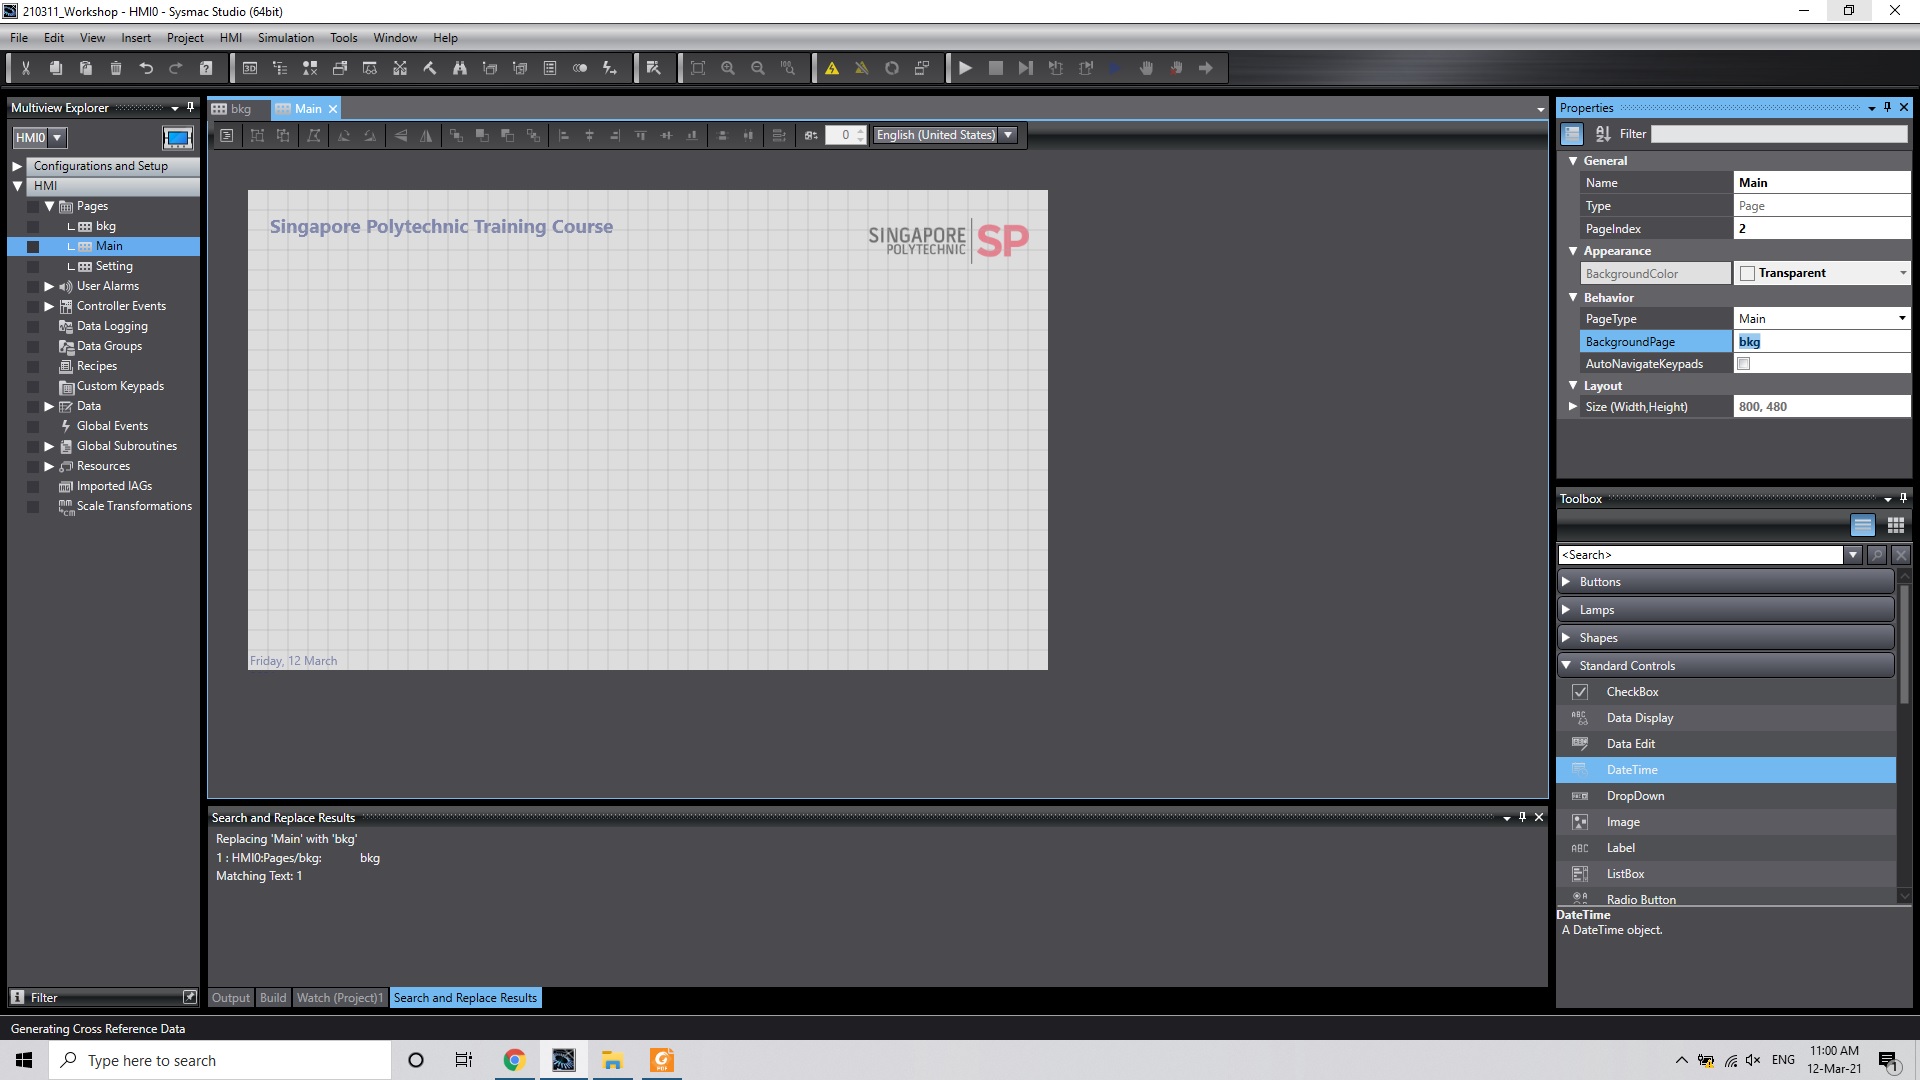 210311_Workshop - HMI0 - Sysmac Studio (64bit)
File Edit View Insert Project HMI Simulation Tools Window Help
Multiview Explorer
HMI0
Configurations and Setup
HMI
Pages
bkg
Main
Setting
User Alarms
Controller Events
Data Logging
Data Groups
Recipes
Custom Keypads
Data
Global Events
Global Subroutines
Resources
Imported IAGs
Scale Transformations
Filter
bkg Main
0 English (United States)
Singapore Polytechnic Training Course
SINGAPORE
POLYTECHNIC
SP
Friday, 12 March
Search and Replace Results
Replacing 'Main' with 'bkg'
1 : HMI0:Pages/bkg: bkg
Matching Text: 1
Output Build Watch (Project)1 Search and Replace Results
Properties
Filter
General
Name Main
Type Page
PageIndex 2
Appearance
BackgroundColor Transparent
Behavior
PageType Main
BackgroundPage bkg
AutoNavigateKeypads
Layout
Size (Width,Height) 800, 480
Toolbox
<Search>
Buttons
Lamps
Shapes
Standard Controls
CheckBox
Data Display
Data Edit
DateTime
DropDown
Image
Label
ListBox
Radio Button
DateTime
A DateTime object.
Generating Cross Reference Data
Type here to search
ENG
11:00 AM
12-Mar-21
1